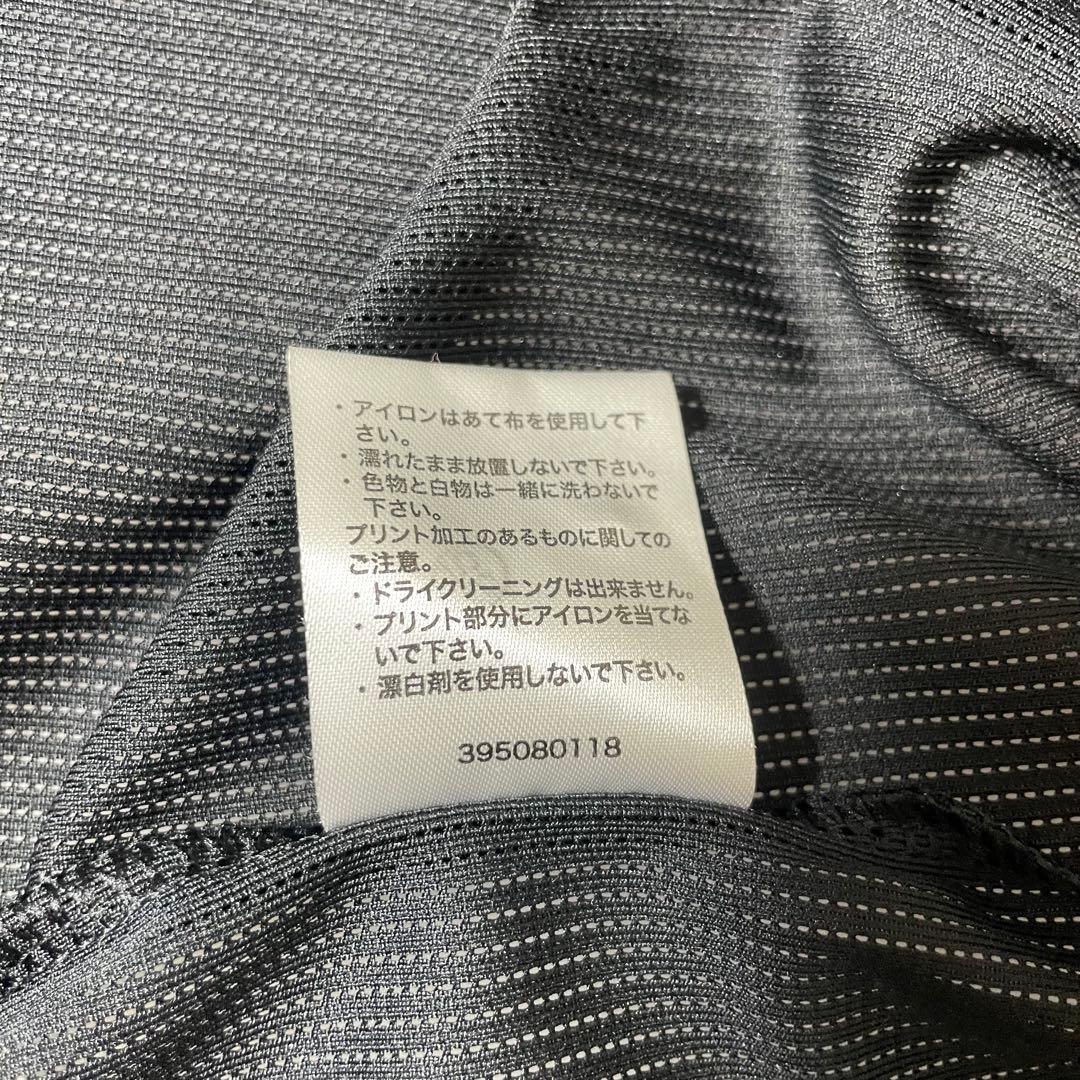 ・アイロンはあて布を使用して下
さい。
・濡れたまま放置しないで下さい。
・色物と白物は一緒に洗わないで
下さい。
プリント加工のあるものに関しての
ご注意。
・ドライクリーニングは出来ません。
・プリント部分にアイロンを当てな
いで下さい。
・漂白剤を使用しないで下さい。
395080118